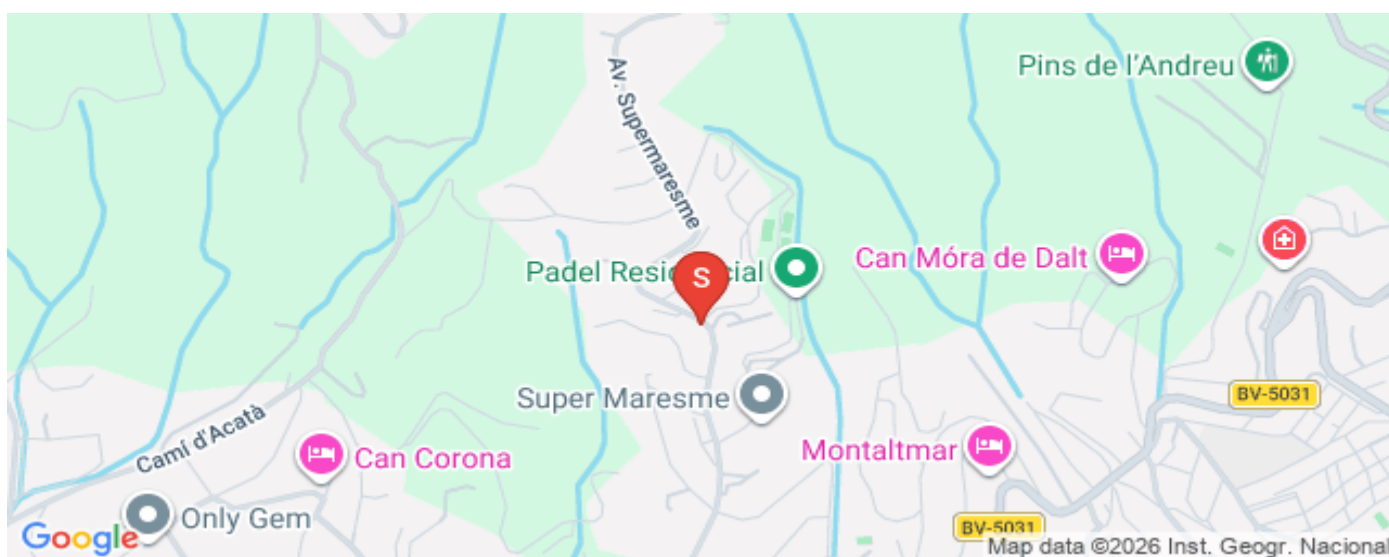 Pins de l'Andreu
Av. Supermaresme
Can Móra de Dalt
Padel Resi cial
S
BV-5031
Super Maresme
Camí d'Acatà
Montaltmar
Can Corona
Only Gem
BV-5031
Google
Map data ©2026 Inst. Geogr. Nacional